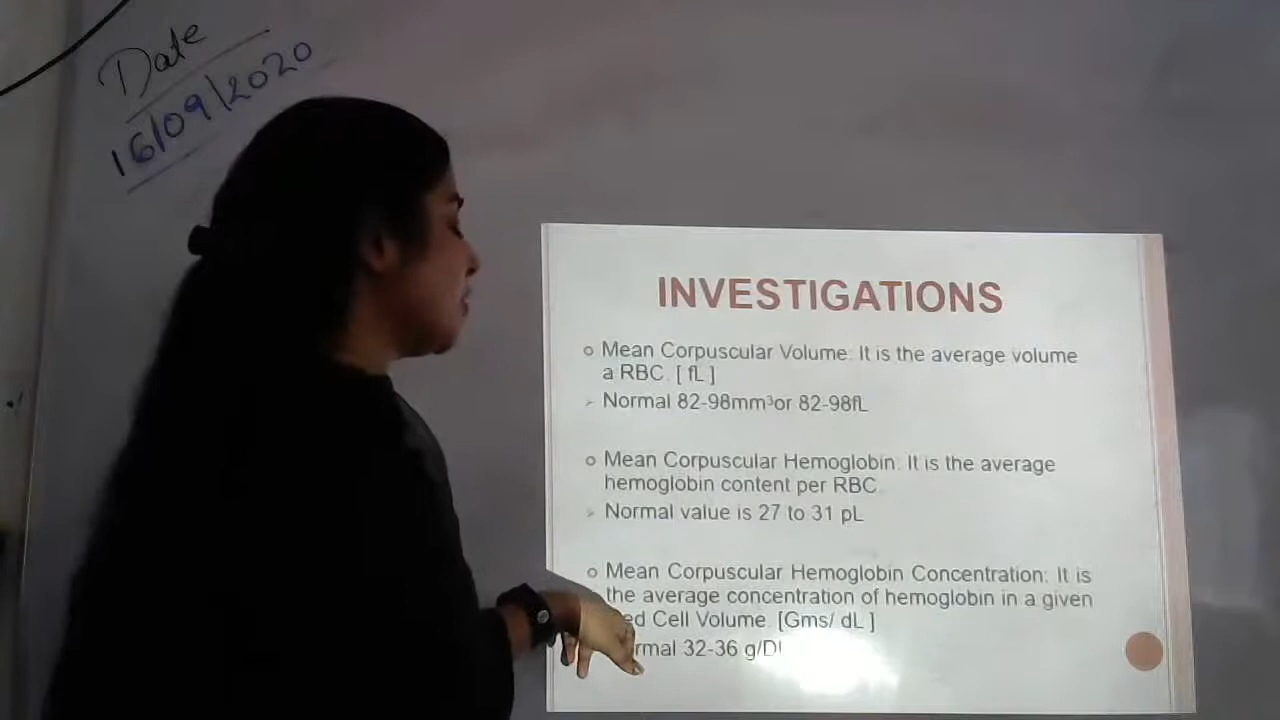 Date
16/09/2020
INVESTIGATIONS
Mean Corpuscular Volume: It is the average volume
a RBC. [ fL ]
Normal 82-98mm³or 82-98fL
Mean Corpuscular Hemoglobin: It is the average
hemoglobin content per RBC.
Normal value is 27 to 31 pL
Mean Corpuscular Hemoglobin Concentration: It is
the average concentration of hemoglobin in a given
Cell Volume. [Gms/ dL ]
32-36